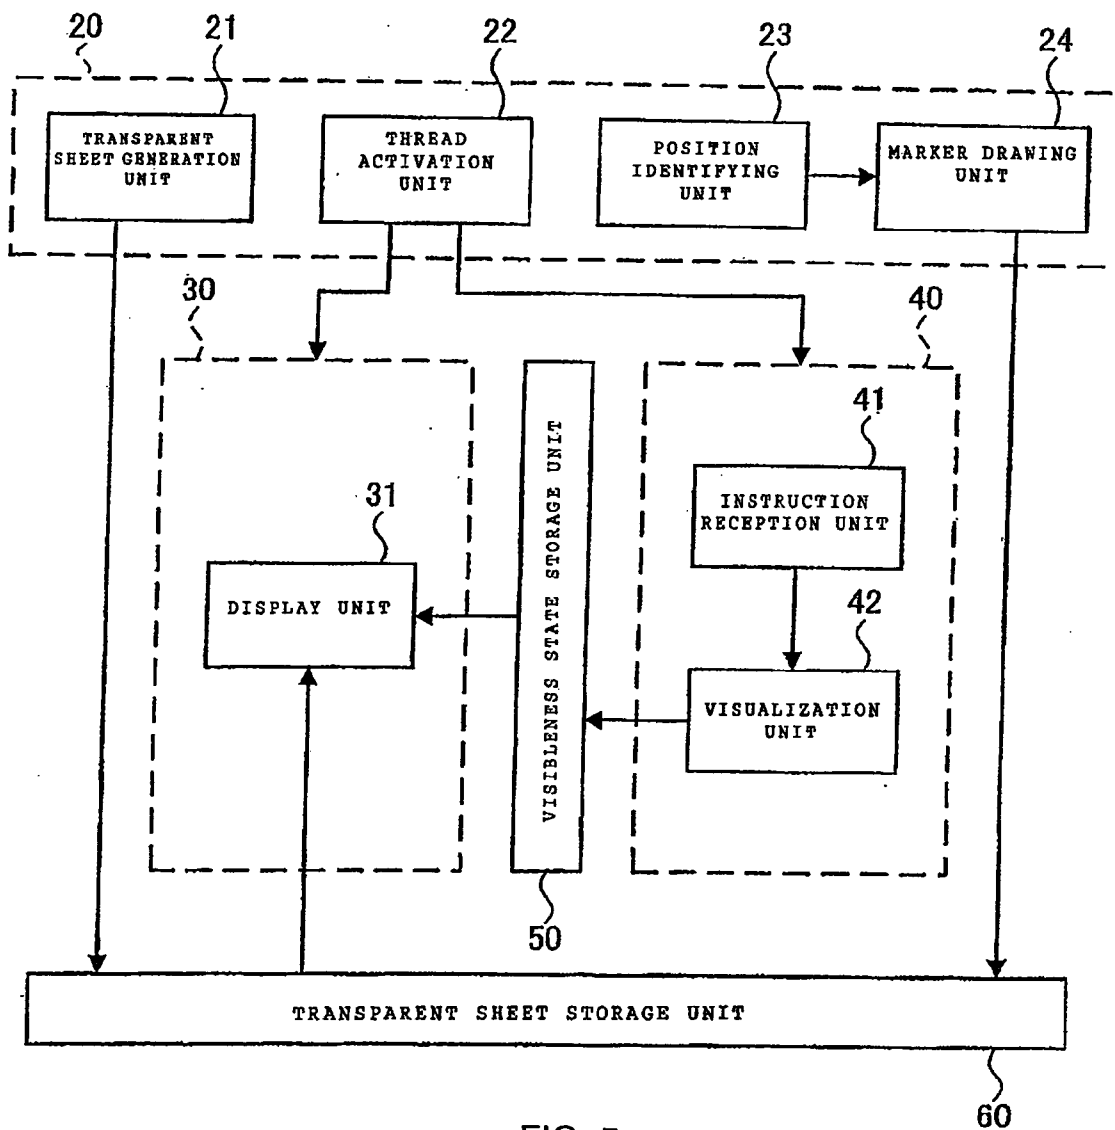 20
21
22
23
24
TRANSPARENT
SHEET GENERATION
UNIT
THREAD
ACTIVATION
UNIT
POSITION
IDENTIFYING
UNIT
MARKER DRAWING
UNIT
30
40
41
INSTRUCTION
RECEPTION UNIT
31
DISPLAY UNIT
VISIBLENESS STATE STORAGE UNIT
42
VISUALIZATION
UNIT
50
TRANSPARENT SHEET STORAGE UNIT
60